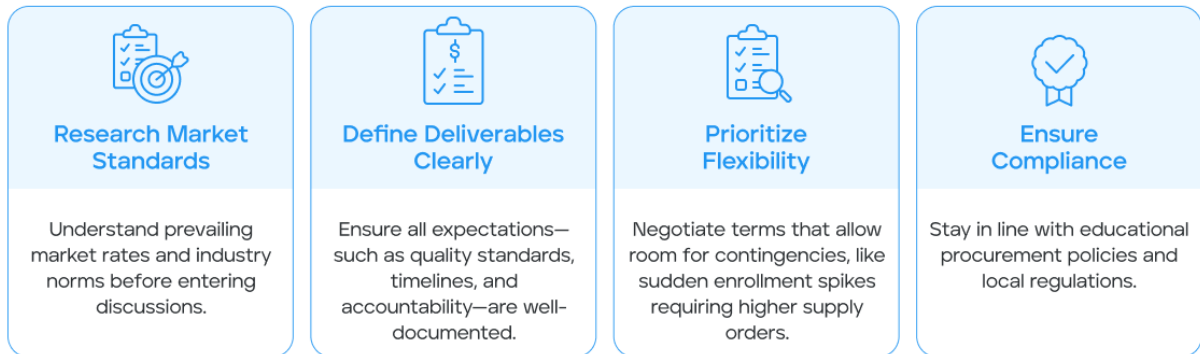 Research Market
Standards
Understand prevailing
market rates and industry
norms before entering
discussions.
Define Deliverables
Clearly
Ensure all expectations—
such as quality standards,
timelines, and
accountability—are well-
documented.
Prioritize
Flexibility
Negotiate terms that allow
room for contingencies, like
sudden enrollment spikes
requiring higher supply
orders.
Ensure
Compliance
Stay in line with educational
procurement policies and
local regulations.